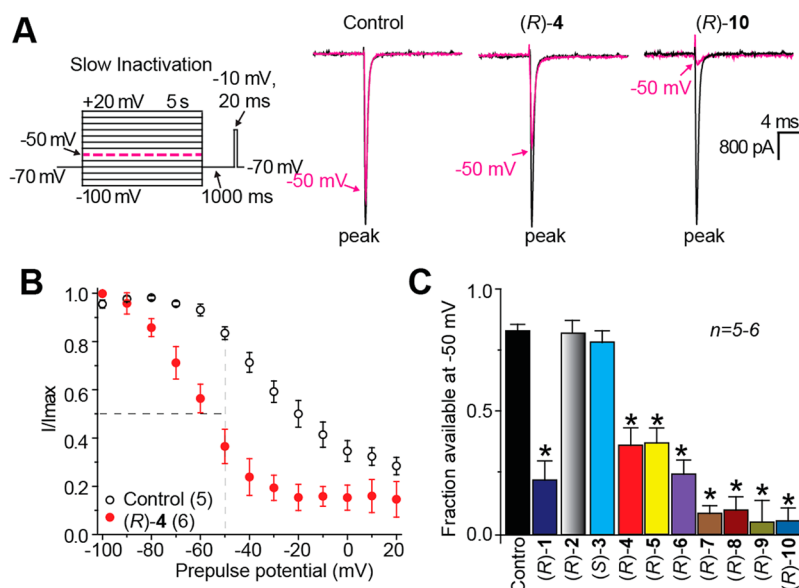 A
Control
(R)-4
(R)-10
Slow Inactivation
-10 mV,
20 ms
+20 mV
5 s
-50 mV
-70 mV
-70 mV
-100 mV
1000 ms
-50 mV
peak
-50 mV
peak
-50 mV
peak
4 ms
800 pA
B
I/Imax
1.0
0.8
0.6
0.4
0.2
0.0
Control (5)
(R)-4 (6)
-100
-80
-60
-40
-20
0
20
Prepulse potential (mV)
C
Fraction available at -50 mV
1.0
0.5
0.0
n=5-6
* * * * * * * *
Control
(R)-1
(R)-2
(S)-3
(R)-4
(R)-5
(R)-6
(R)-7
(R)-8
(R)-9
(R)-10